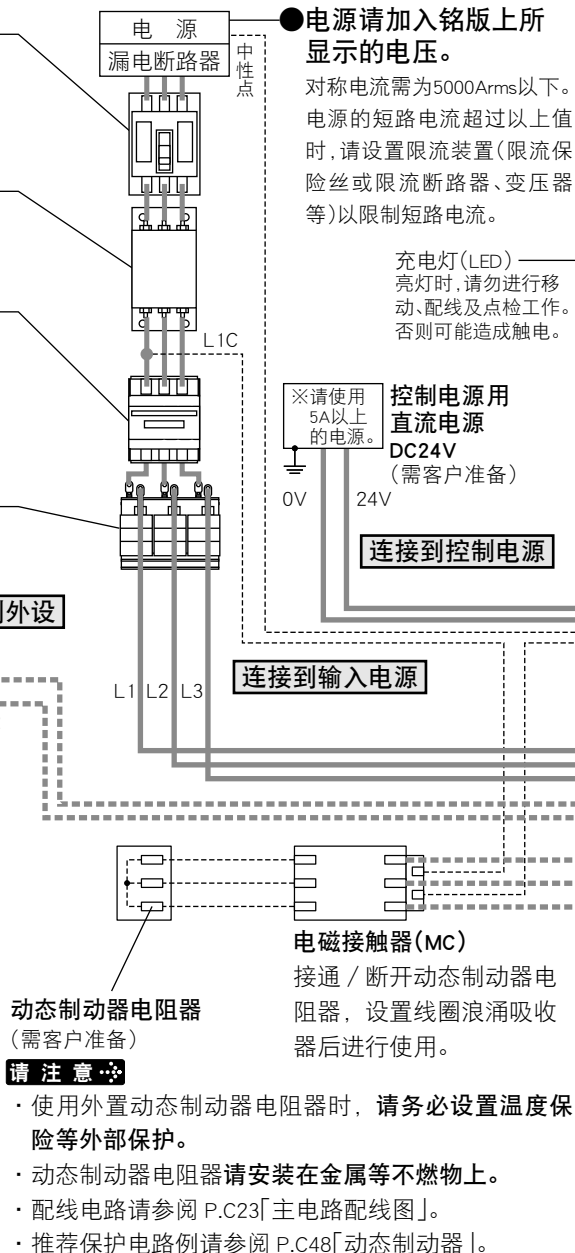 电 源
漏电断路器
中性点
●电源请加入铭版上所
显示的电压。
对称电流需为5000Arms以下。
电源的短路电流超过以上值
时,请设置限流装置(限流保
险丝或限流断路器、变压器
等)以限制短路电流。
充电灯(LED)
亮灯时,请勿进行移
动、配线及点检工作。
否则可能造成触电。
L1C
※请使用
5A以上
的电源。
控制电源用
直流电源
DC24V
(需客户准备)
0V 24V
连接到控制电源
外设
连接到输入电源
L1 L2 L3
电磁接触器(MC)
接通/断开动态制动器电
阻器，设置线圈浪涌吸收
器后进行使用。
动态制动器电阻器
(需客户准备)
请 注 意
・使用外置动态制动器电阻器时，请务必设置温度保
险等外部保护。
・动态制动器电阻器请安装在金属等不燃物上。
・配线电路请参阅 P.C23「主电路配线图」。
・推荐保护电路例请参阅 P.C48「动态制动器」。